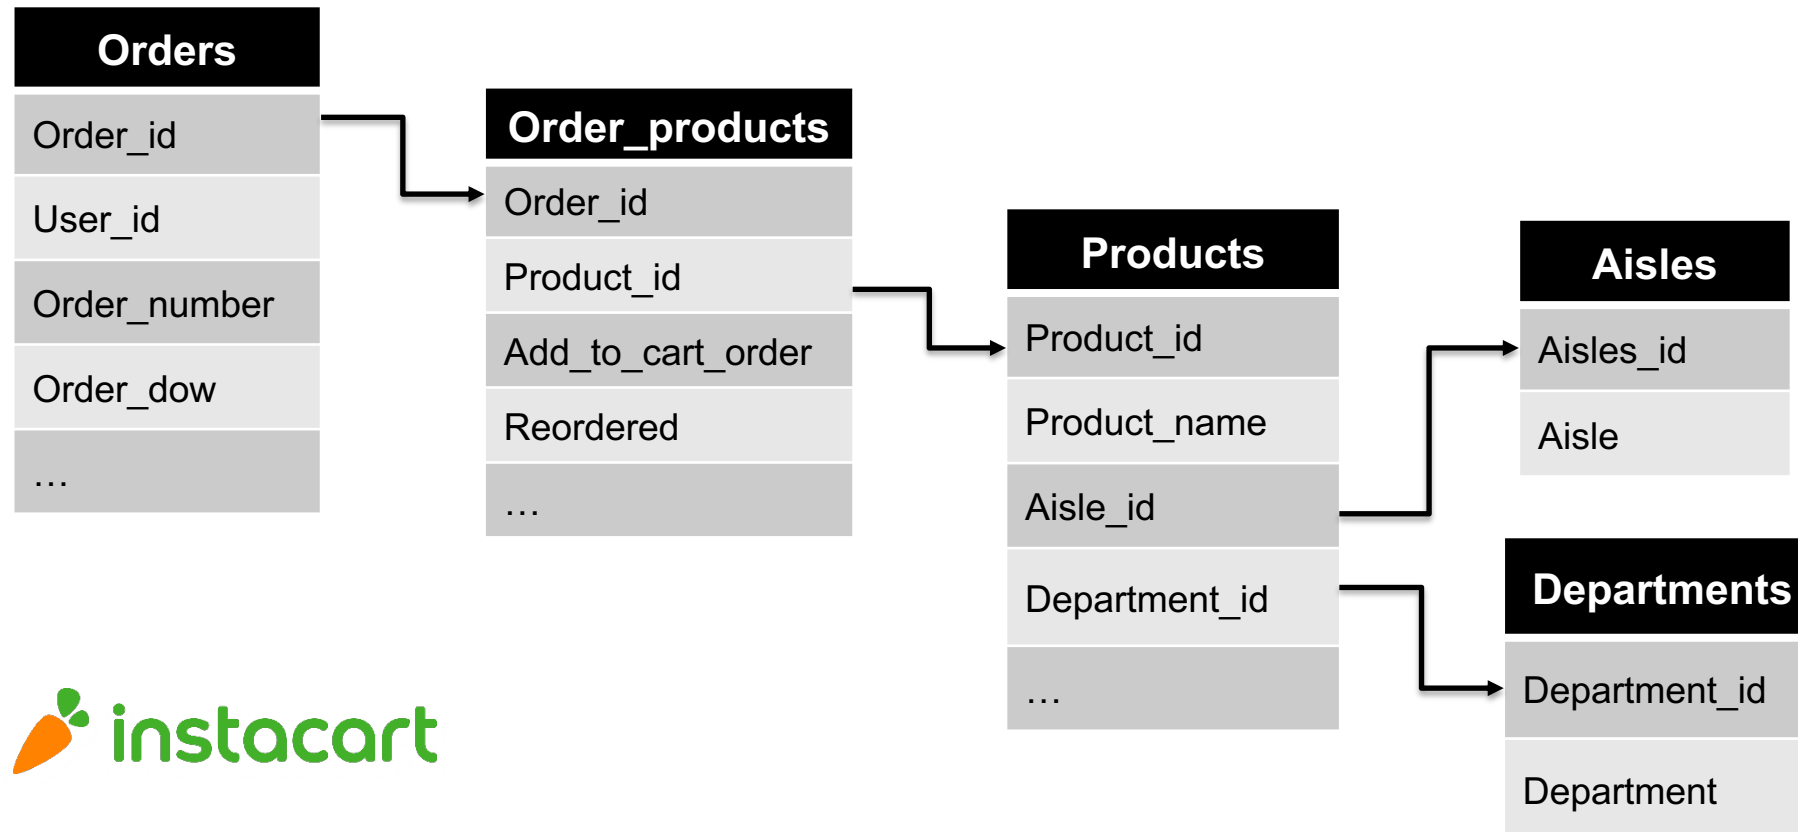 Orders
Order_id
User_id
Order_number
Order_dow
…
Order_products
Order_id
Product_id
Add_to_cart_order
Reordered
…
Products
Product_id
Product_name
Aisle_id
Department_id
…
Aisles
Aisles_id
Aisle
Departments
Department_id
Department
instacart